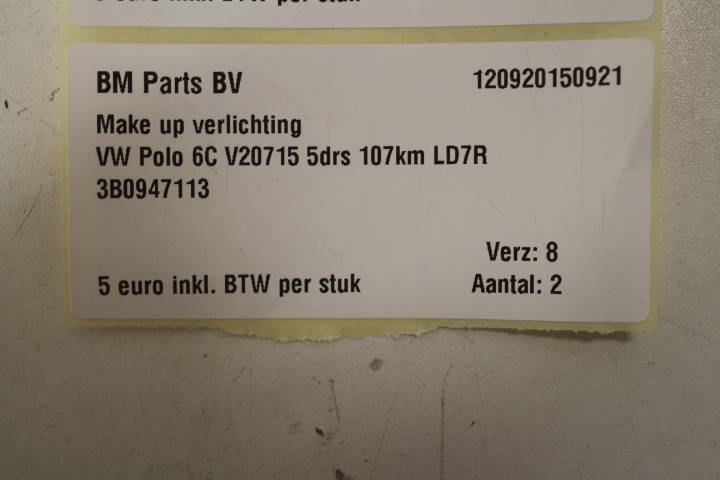 BM Parts BV 120920150921
Make up verlichting
VW Polo 6C V20715 5drs 107km LD7R
3B0947113
Verz: 8
5 euro inkl. BTW per stuk Aantal: 2